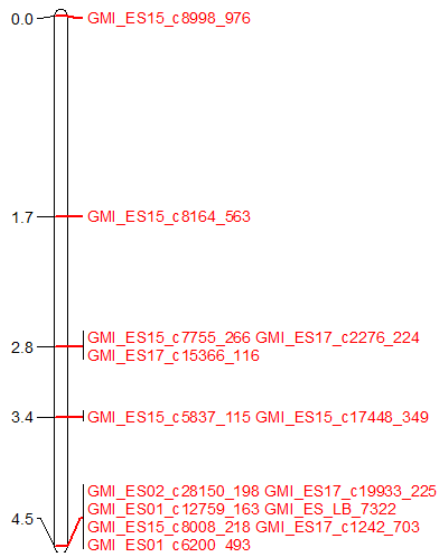 0.0 GMI_ES15_c8998_976
1.7 GMI_ES15_c8164_563
GMI_ES15_c7755_266 GMI_ES17_c2276_224
2.8
GMI_ES17_c15366_116
3.4 GMI_ES15_c5837_115 GMI_ES15_c17448_349
GMI_ES02_c28150_198 GMI_ES17_c19933_225
GMI_ES01_c12759_163 GMI_ES_LB_7322
4.5 GMI_ES15_c8008_218 GMI_ES17_c1242_703
GMI_ES01_c6200_493